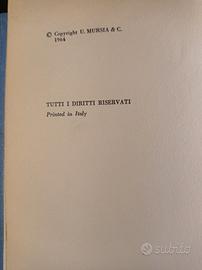 © Copyright U. MURSIA & C.
1964
TUTTI I DIRITTI RISERVATI
Printed in Italy
subito